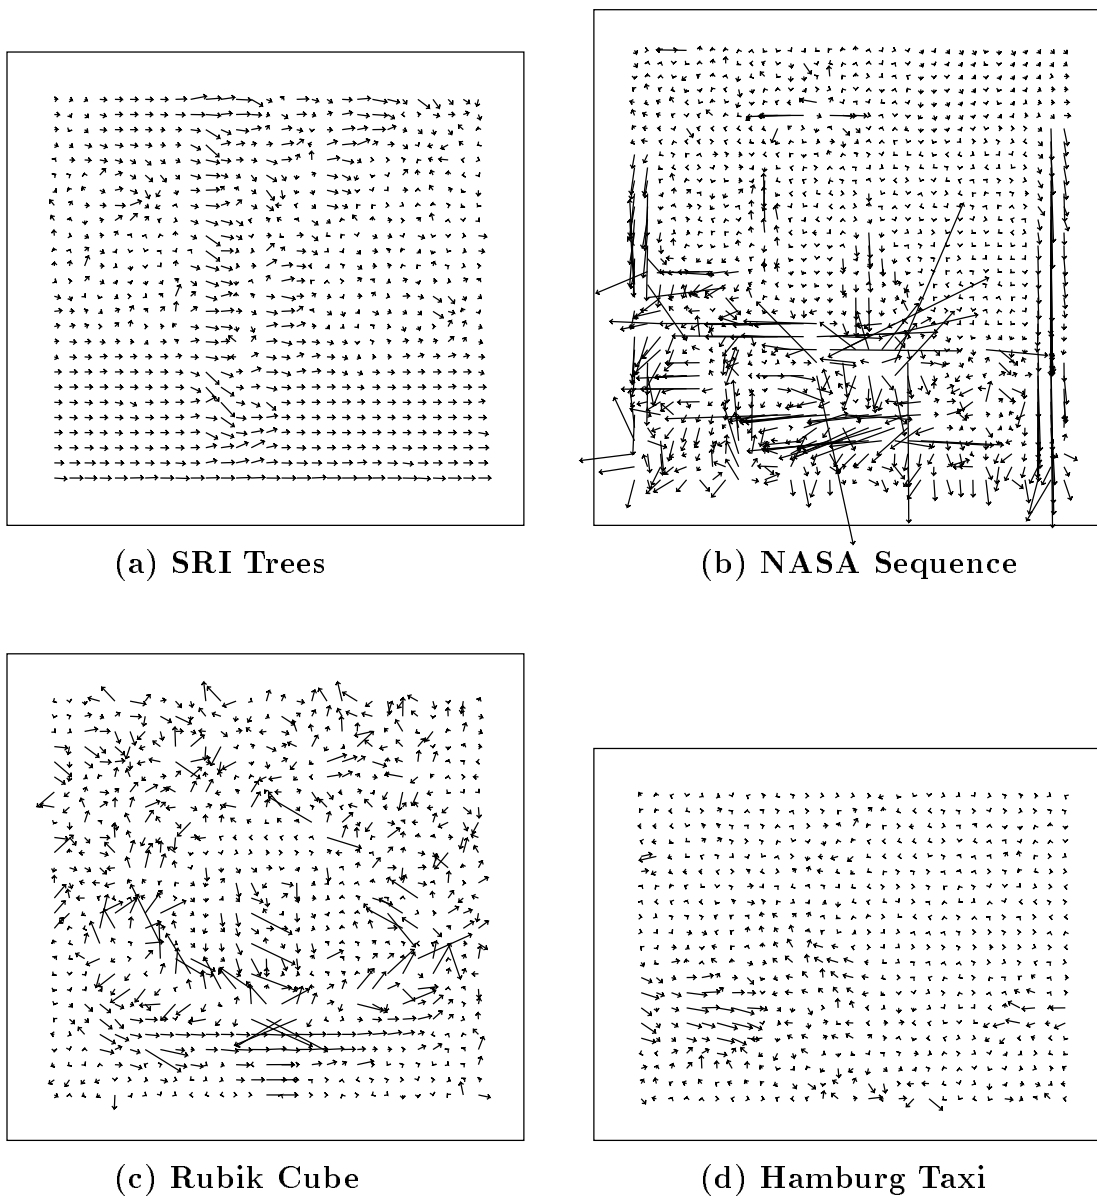 (a) SRI Trees
(b) NASA Sequence
(c) Rubik Cube
(d) Hamburg Taxi